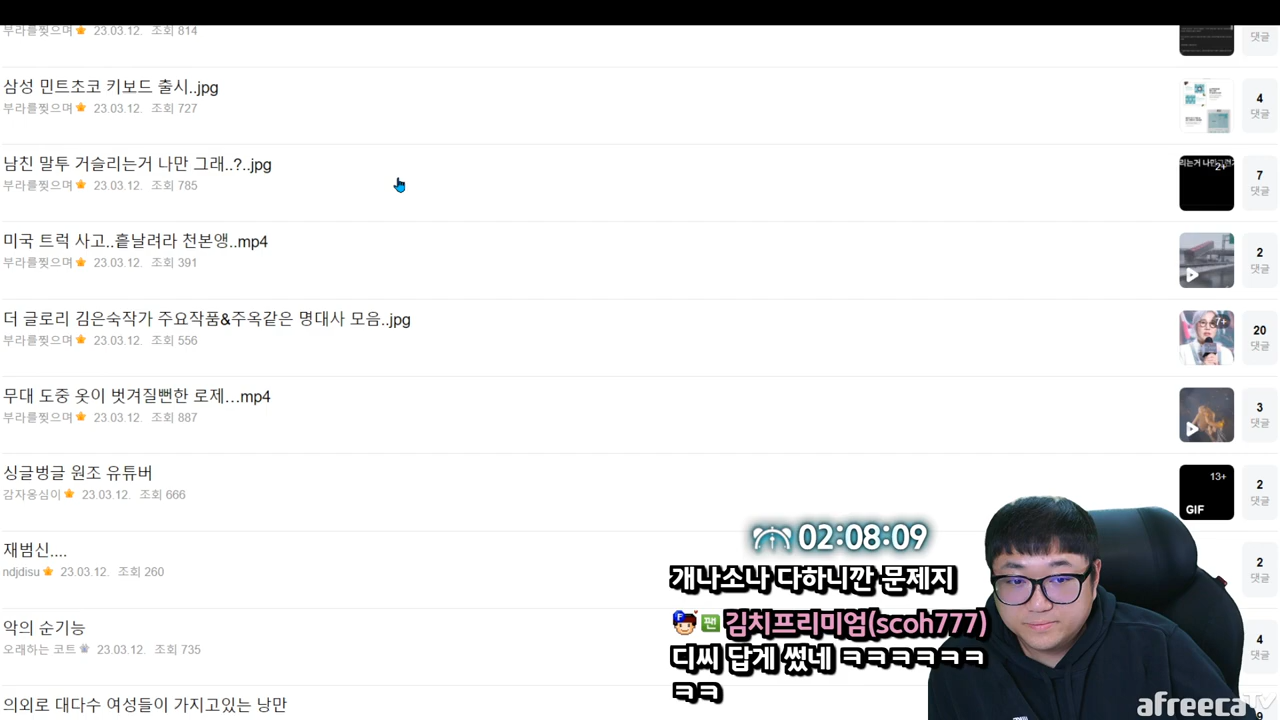 부라를찢으며 23.03.12. 조회 814
댓글
삼성 민트초코 키보드 출시..jpg
부라를찢으며 23.03.12. 조회 727
4
댓글
남친 말투 거슬리는거 나만 그래..?..jpg
부라를찢으며 23.03.12. 조회 785
2+
7
댓글
미국 트럭 사고..흩날려라 천본앵..mp4
부라를찢으며 23.03.12. 조회 391
2
댓글
더 글로리 김은숙작가 주요작품&주옥같은 명대사 모음..jpg
부라를찢으며 23.03.12. 조회 556
7+
20
댓글
무대 도중 옷이 벗겨질뻔한 로제...mp4
부라를찢으며 23.03.12. 조회 887
3
댓글
싱글벙글 원조 유튜버
감자옹심이 23.03.12. 조회 666
13+
GIF
2
댓글
재범신....
ndjdisu 23.03.12. 조회 260
2
댓글
악의 순기능
오래하는 코트 23.03.12. 조회 735
4
댓글
의외로 대다수 여성들이 가지고있는 낭만
02:08:09
개나소나 다하니깐 문제지
F 팬 김치프리미엄(scoh777)
디씨 답게 썼네 ㅋㅋㅋㅋㅋㅋ
ㅋㅋ
afreecaTV